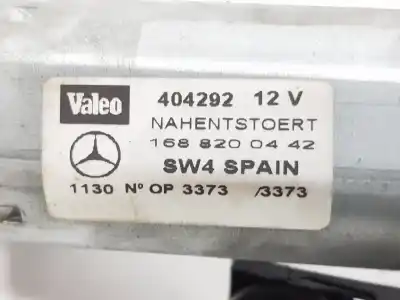 Valeo 404292 12 V
NAHENTSTOERT
168 820 04 42
SW4 SPAIN
1130 Nº OP 3373 /3373